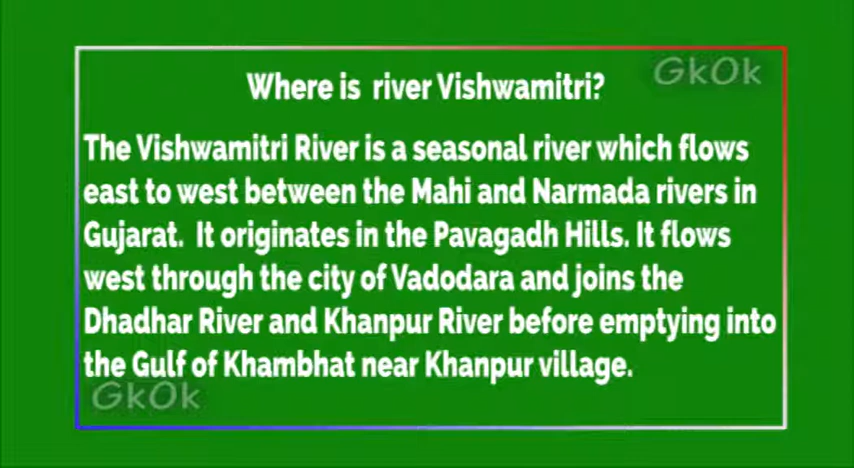 GkOk
Where is river Vishwamitri?
The Vishwamitri River is a seasonal river which flows
east to west between the Mahi and Narmada rivers in
Gujarat. It originates in the Pavagadh Hills. It flows
west through the city of Vadodara and joins the
Dhadhar River and Khanpur River before emptying into
the Gulf of Khambhat near Khanpur village.
GkOk